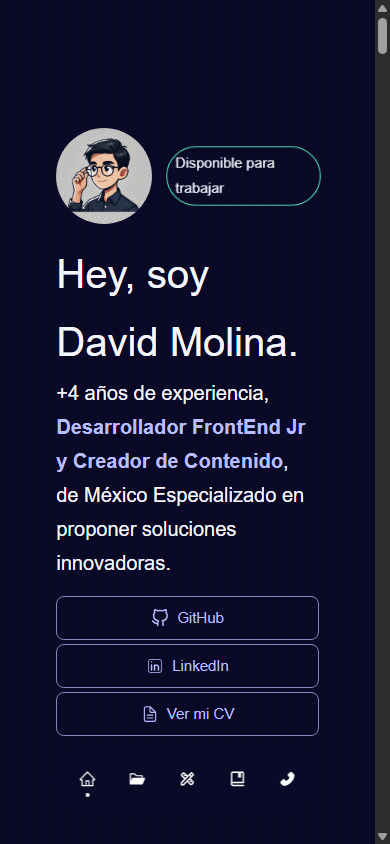 Disponible para
trabajar
Hey, soy
David Molina.
+4 años de experiencia,
Desarrollador FrontEnd Jr
y Creador de Contenido,
de México Especializado en
proponer soluciones
innovadoras.
GitHub
LinkedIn
Ver mi CV